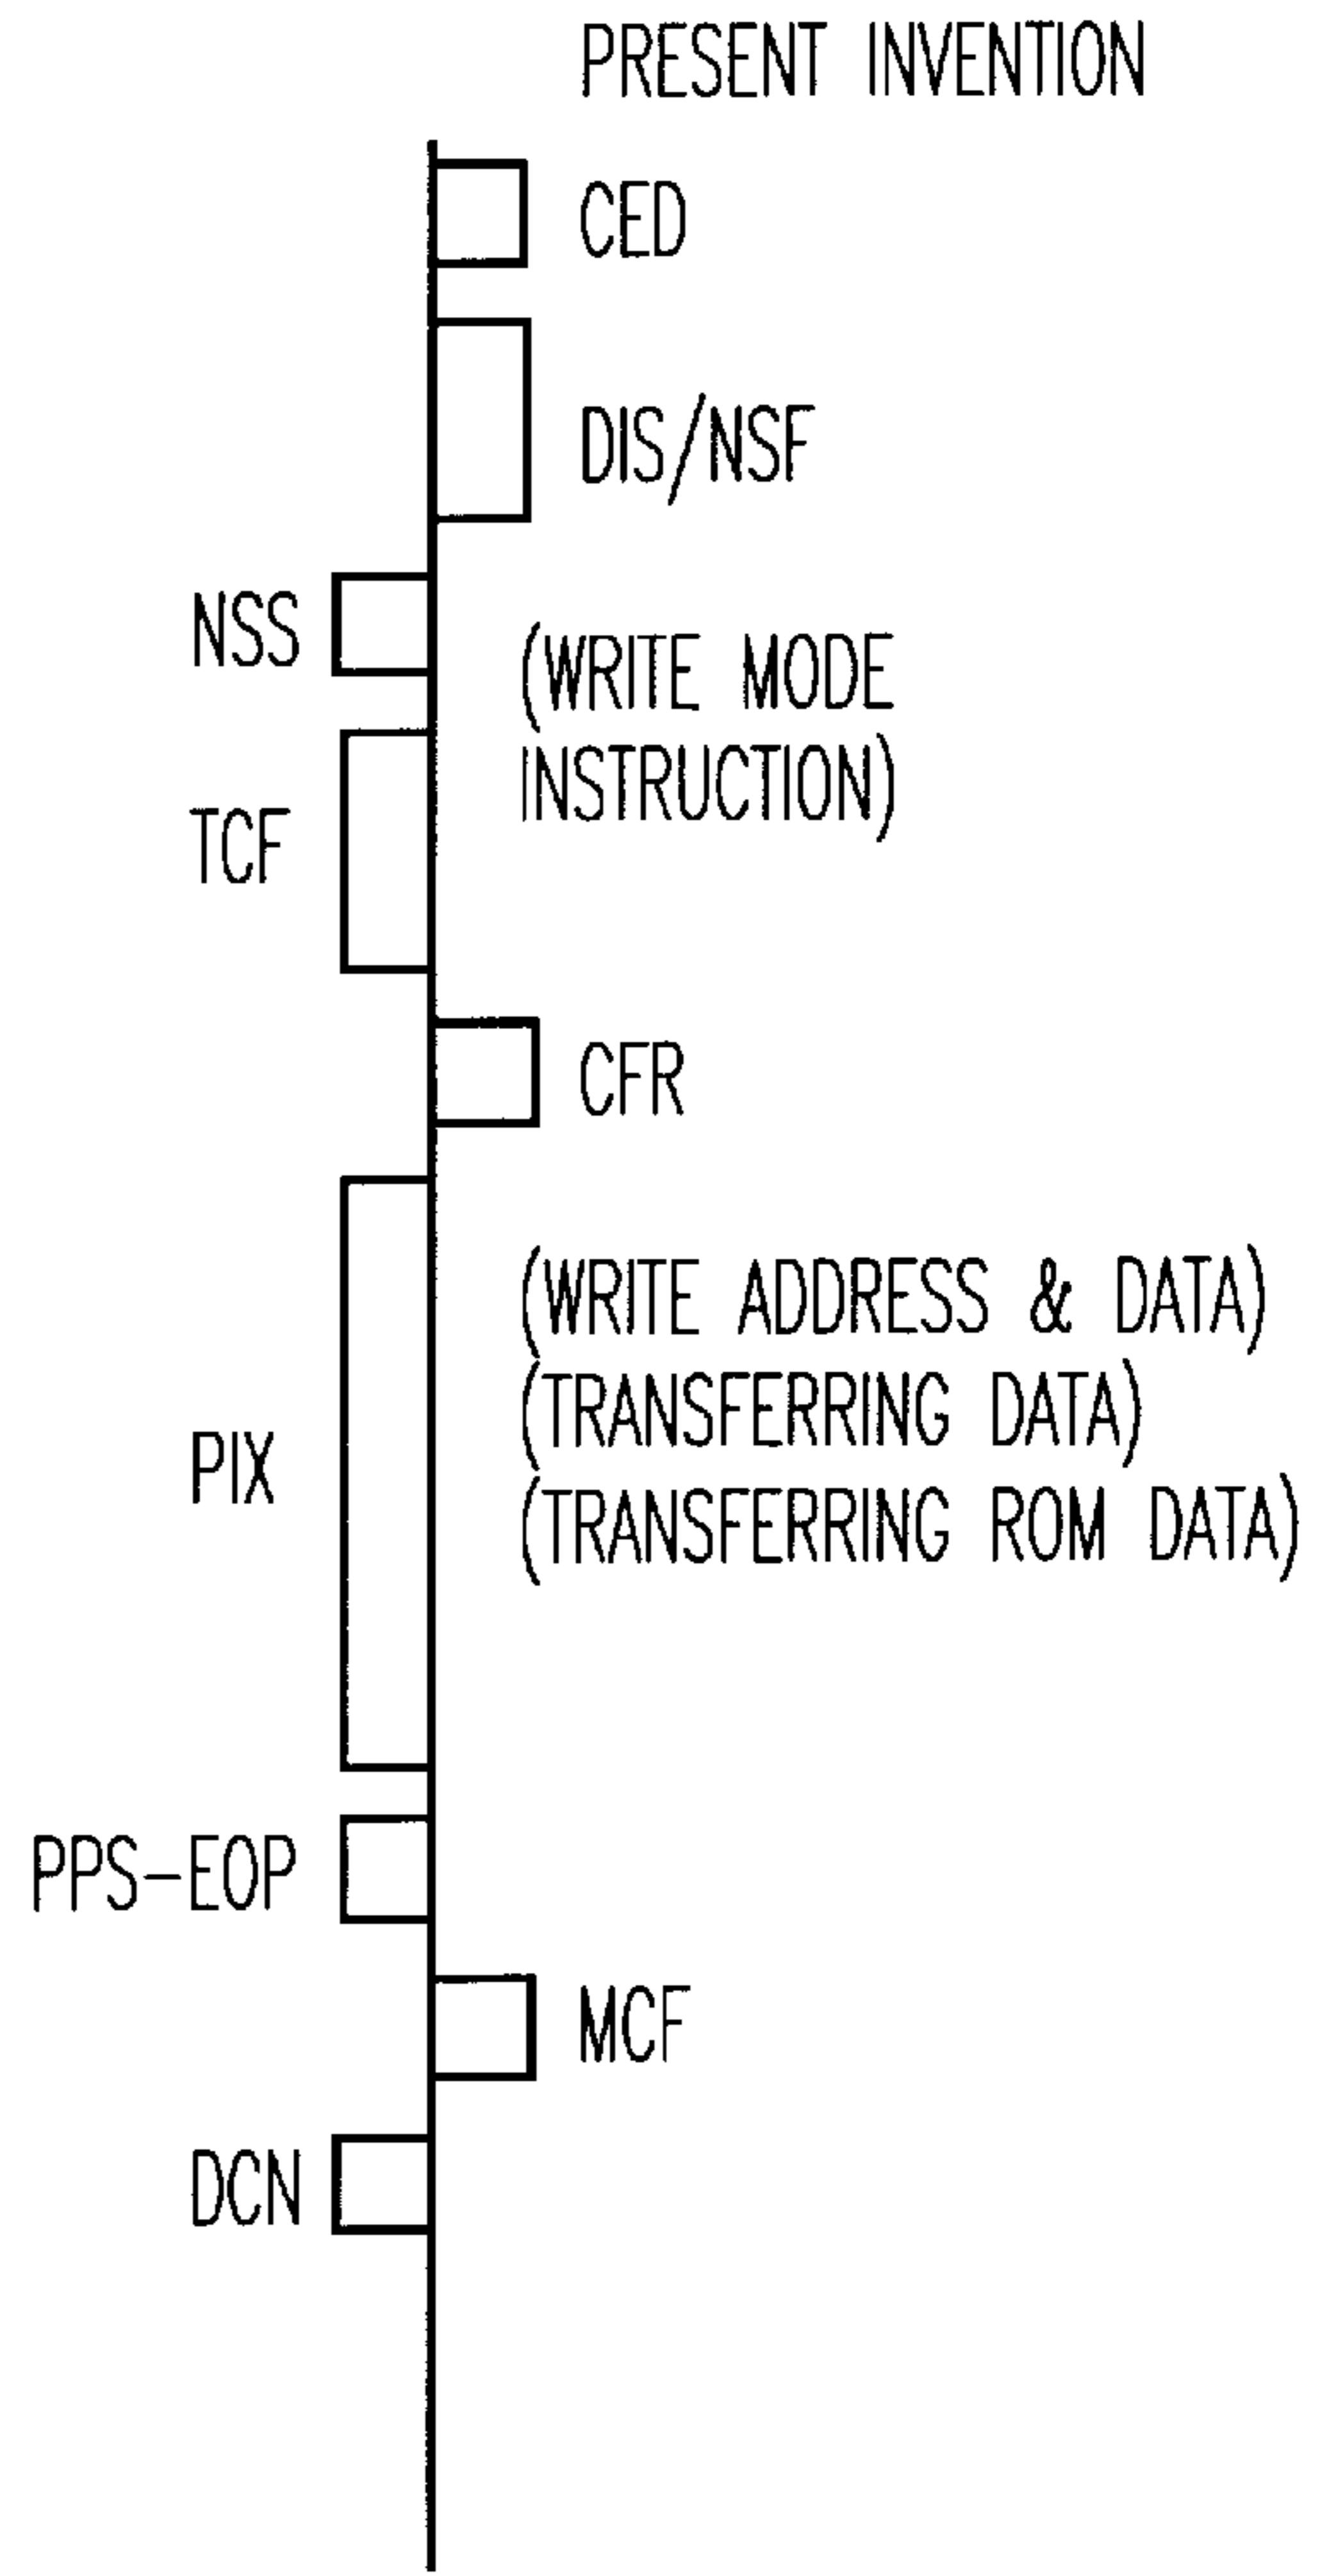 PRESENT INVENTION
CED
DIS/NSF
NSS
(WRITE MODE
INSTRUCTION)
TCF
CFR
(WRITE ADDRESS & DATA)
(TRANSFERRING DATA)
PIX
(TRANSFERRING ROM DATA)
PPS-EOP
MCF
DCN